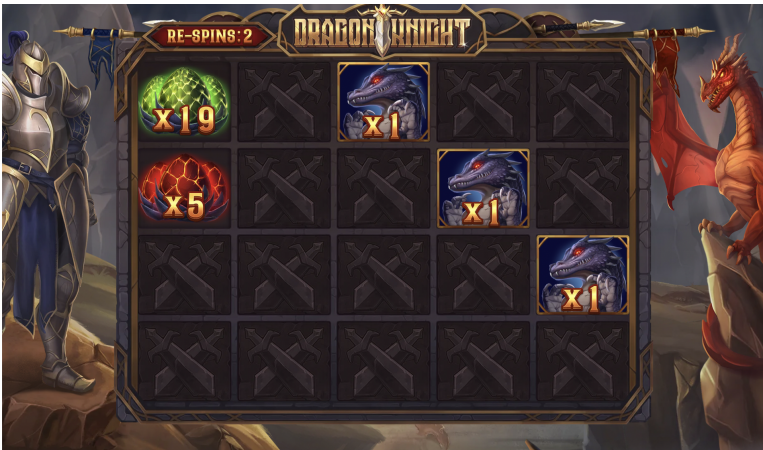 RE-SPINS:2
DRAGON KNIGHT
x19
x1
x5
x1
x1